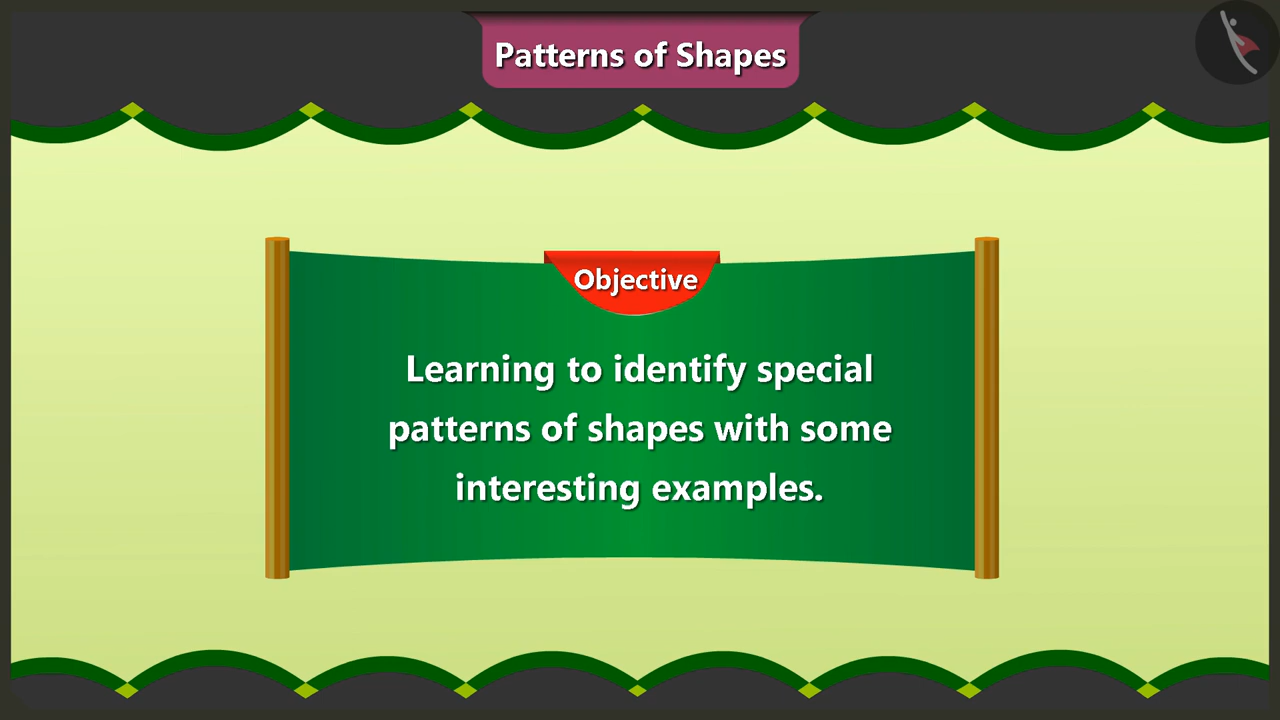 Patterns of Shapes
Objective
Learning to identify special
patterns of shapes with some
interesting examples.